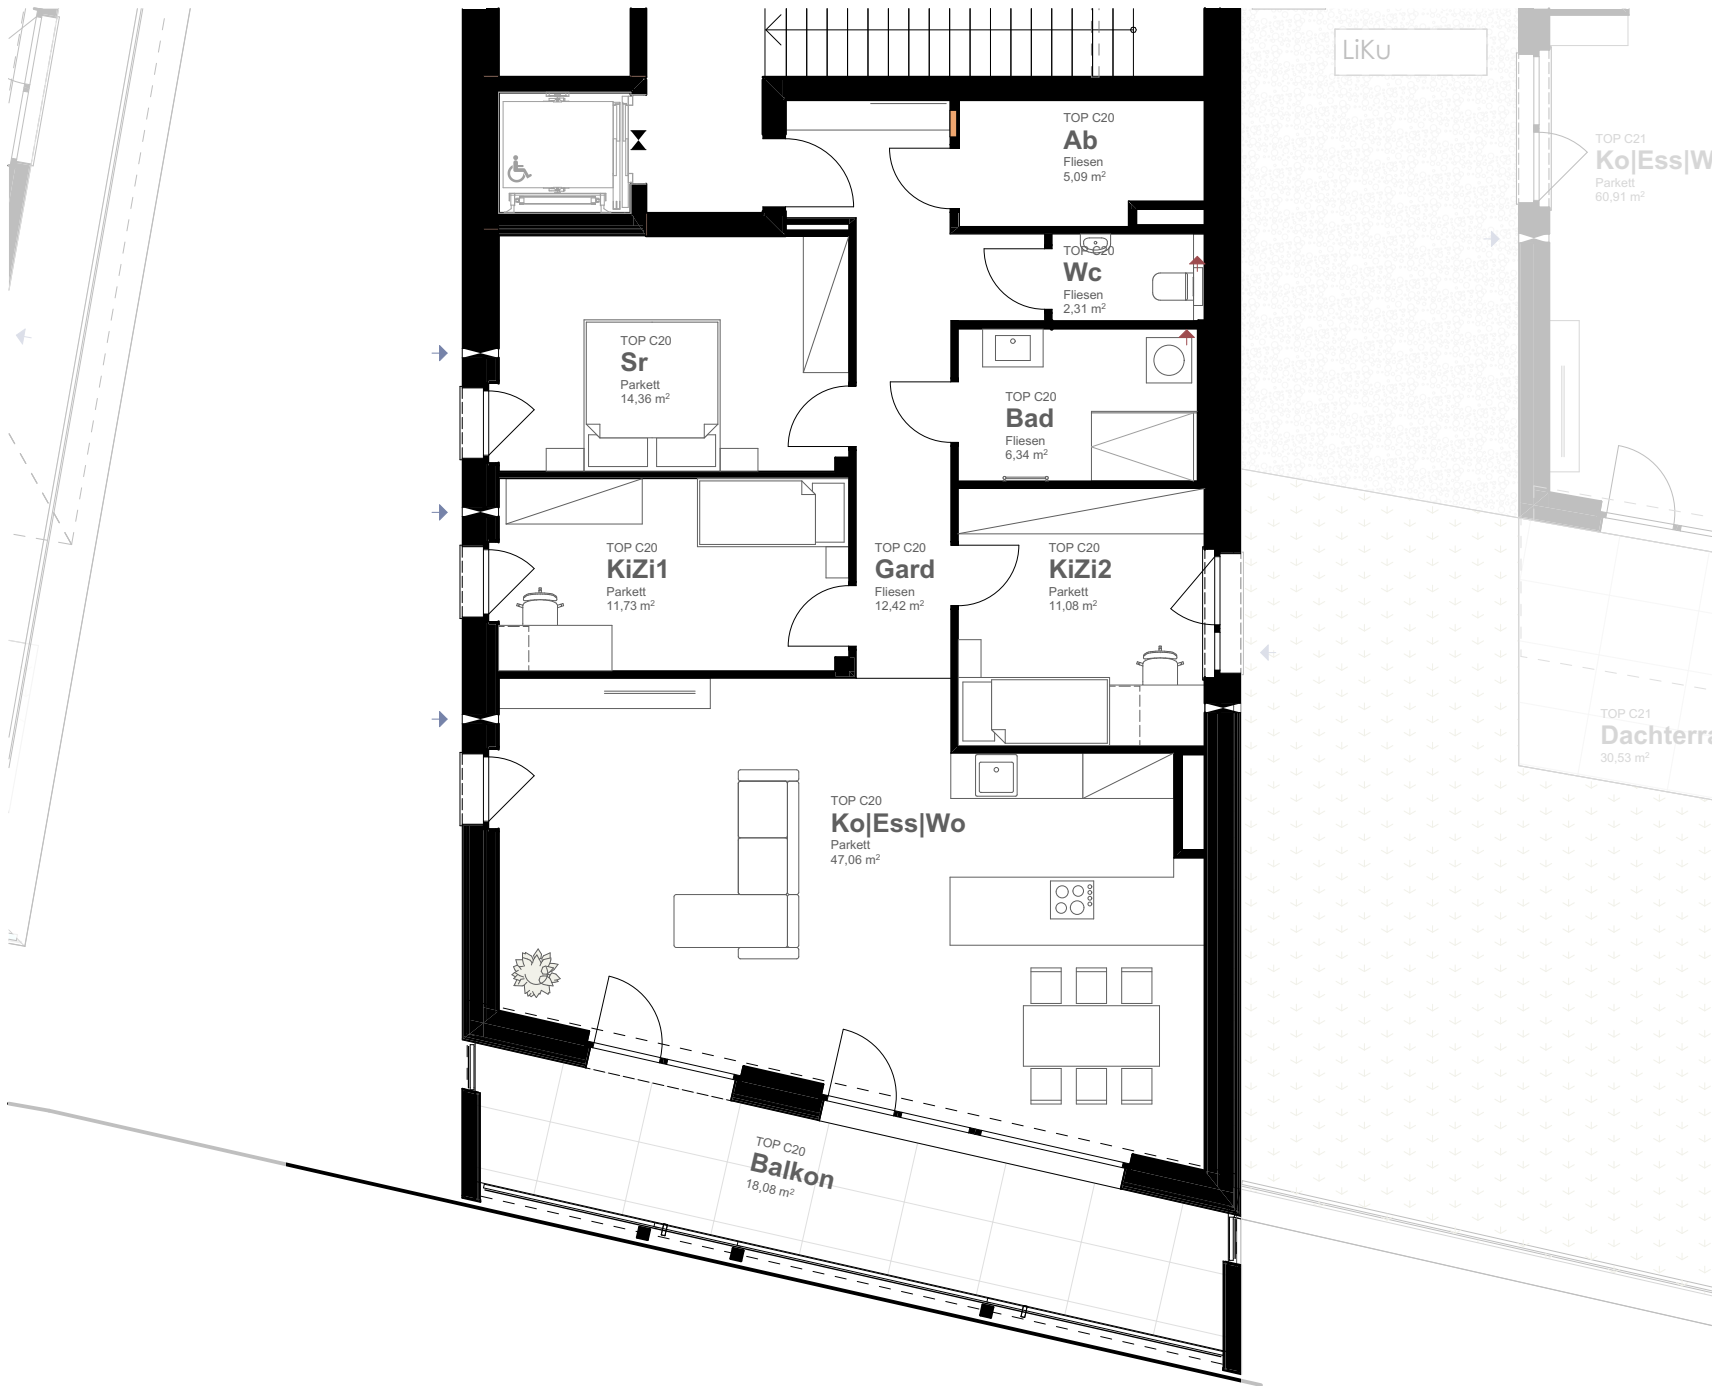 LiKu
TOP C20
Ab
Fliesen
5,09 m²
TOP C21
Ko|Ess|W
Parkett
60,91 m²
TOP C20
Wc
Fliesen
2,31 m²
TOP C20
Sr
Parkett
14,36 m²
TOP C20
Bad
Fliesen
6,34 m²
TOP C20
KiZi1
Parkett
11,73 m²
TOP C20
Gard
Fliesen
12,42 m²
TOP C20
KiZi2
Parkett
11,08 m²
TOP C21
Dachterra
30,53 m²
TOP C20
Ko|Ess|Wo
Parkett
47,06 m²
TOP C20
Balkon
18,08 m²